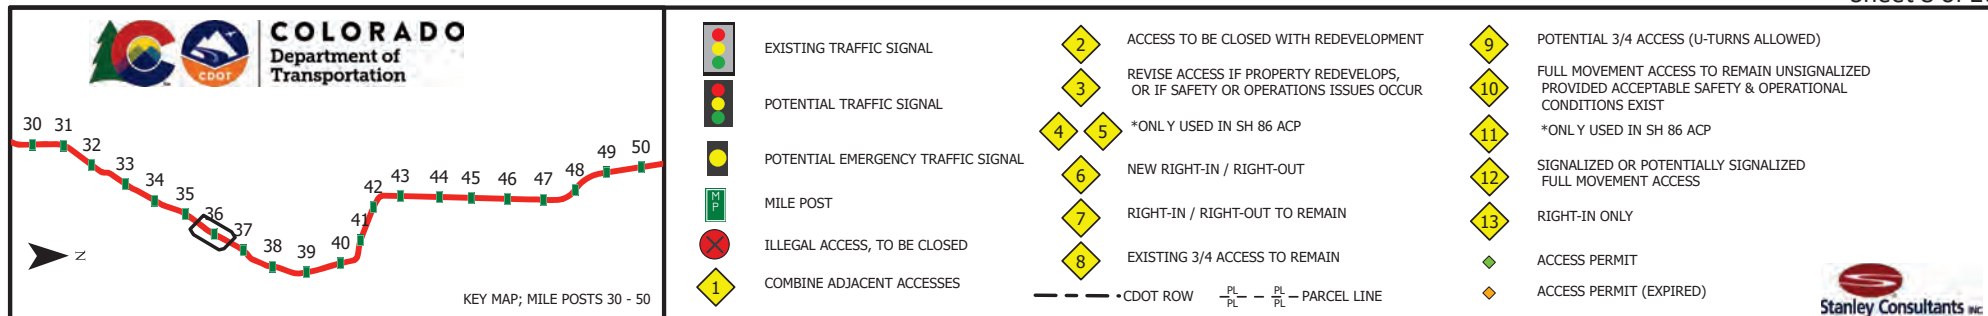 COLORADO
Department of
Transportation
CDOT
30 31
32
33
34
35
36
37
38
39
40
41
42
43
44
45
46
47
48
49
50
N
KEY MAP; MILE POSTS 30 - 50
EXISTING TRAFFIC SIGNAL
POTENTIAL TRAFFIC SIGNAL
POTENTIAL EMERGENCY TRAFFIC SIGNAL
M
P
MILE POST
ILLEGAL ACCESS, TO BE CLOSED
1 COMBINE ADJACENT ACCESSES
2 ACCESS TO BE CLOSED WITH REDEVELOPMENT
3 REVISE ACCESS IF PROPERTY REDEVELOPS,
OR IF SAFETY OR OPERATIONS ISSUES OCCUR
4 5 *ONLY USED IN SH 86 ACP
6 NEW RIGHT-IN / RIGHT-OUT
7 RIGHT-IN / RIGHT-OUT TO REMAIN
8 EXISTING 3/4 ACCESS TO REMAIN
CDOT ROW
PL PL
PL PL
PARCEL LINE
9 POTENTIAL 3/4 ACCESS (U-TURNS ALLOWED)
10 FULL MOVEMENT ACCESS TO REMAIN UNSIGNALIZED
PROVIDED ACCEPTABLE SAFETY & OPERATIONAL
CONDITIONS EXIST
11 *ONLY USED IN SH 86 ACP
12 SIGNALIZED OR POTENTIALLY SIGNALIZED
FULL MOVEMENT ACCESS
13 RIGHT-IN ONLY
ACCESS PERMIT
ACCESS PERMIT (EXPIRED)
Stanley Consultants INC